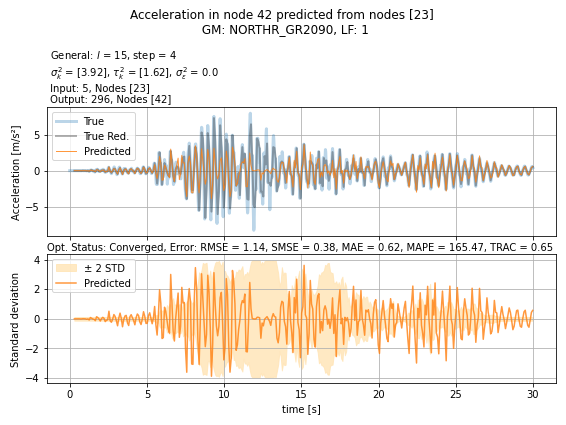 Acceleration in node 42 predicted from nodes [23]
GM: NORTHR_GR2090, LF: 1
General: l = 15, step = 4
σ²ₖ = [3.92], τ²ₖ = [1.62], σ²ε = 0.0
Input: 5, Nodes [23]
Output: 296, Nodes [42]
True
True Red.
Predicted
Acceleration [m/s²]
5
0
−5
Opt. Status: Converged, Error: RMSE = 1.14, SMSE = 0.38, MAE = 0.62, MAPE = 165.47, TRAC = 0.65
± 2 STD
Predicted
Standard deviation
4
2
0
−2
−4
0 5 10 15 20 25 30
time [s]